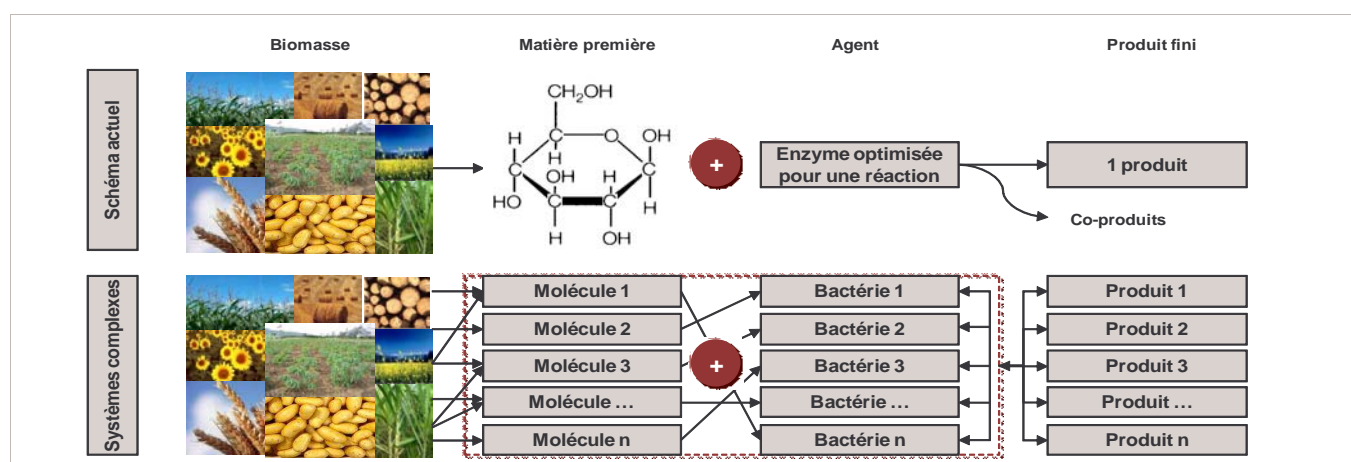 Biomasse
Matière première
Agent
Produit fini
Schéma actuel
CH2OH
H
C
O
OH
H
H
C
C
OH
H
HO
C
C
H
H
OH
+
Enzyme optimisée
pour une réaction
1 produit
Co-produits
Systèmes complexes
Molécule 1
Bactérie 1
Produit 1
Molécule 2
Bactérie 2
Produit 2
Molécule 3
+
Bactérie 3
Produit 3
Molécule …
Bactérie …
Produit …
Molécule n
Bactérie n
Produit n